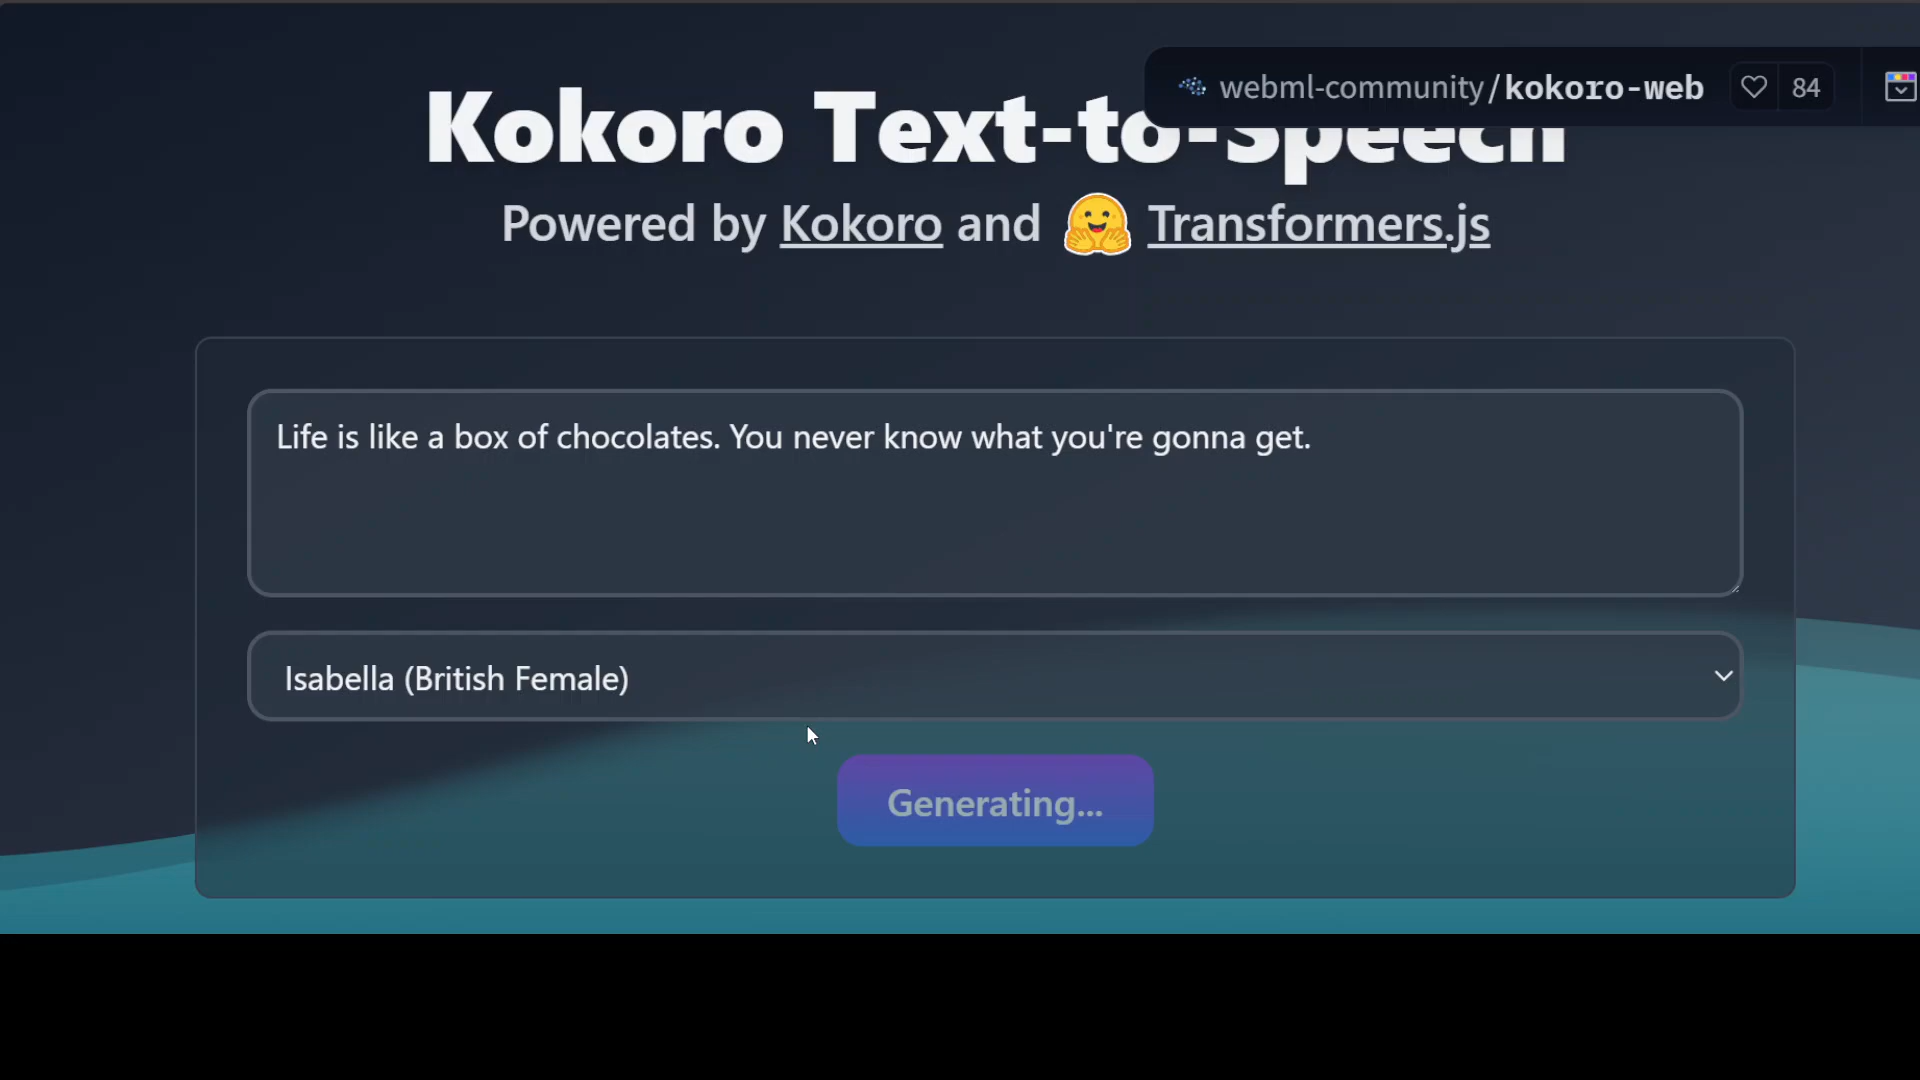 webml-community/kokoro-web 84
Kokoro Text-to-Speech
Powered by Kokoro and 🤗 Transformers.js
Life is like a box of chocolates. You never know what you're gonna get.
Isabella (British Female)
Generating...